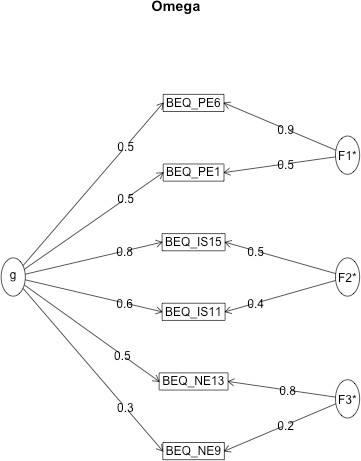 Omega
BEQ_PE6
0.9
0.5
F1*
BEQ_PE1
0.5
0.5
BEQ_IS15
0.8
0.5
g
F2*
0.6
0.4
BEQ_IS11
0.5
BEQ_NE13
0.8
0.3
F3*
0.2
BEQ_NE9